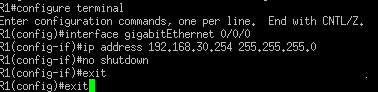 R1#configure terminal
Enter configuration commands, one per line.  End with CNTL/Z.
R1(config)#interface gigabitEthernet 0/0/0
R1(config-if)#ip address 192.168.30.254 255.255.255.0
R1(config-if)#no shutdown
R1(config-if)#exit
R1(config)#exit